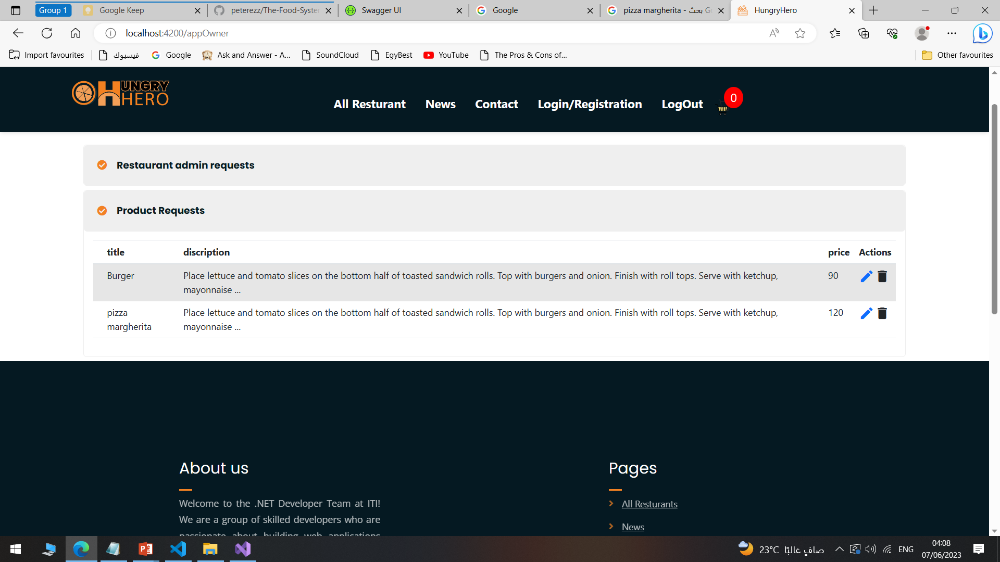 Group 1
Google Keep
peterezz/The-Food-Syster
Swagger UI
Google
pizza margherita - بحث
HungryHero
localhost:4200/appOwner
Import favourites
فيسبوك
Google
Ask and Answer - A...
SoundCloud
EgyBest
YouTube
The Pros & Cons of...
Other favourites
HUNGRY
HERO
All Resturant
News
Contact
Login/Registration
LogOut
0
Restaurant admin requests
Product Requests
title discription price Actions
Burger Place lettuce and tomato slices on the bottom half of toasted sandwich rolls. Top with burgers and onion. Finish with roll tops. Serve with ketchup, 90
mayonnaise ...
pizza Place lettuce and tomato slices on the bottom half of toasted sandwich rolls. Top with burgers and onion. Finish with roll tops. Serve with ketchup, 120
margherita mayonnaise ...
About us
Welcome to the .NET Developer Team at ITI!
We are a group of skilled developers who are
passionate about building web applications
Pages
All Resturants
News
23°C صافٍ غالبًا
ENG
04:08
07/06/2023